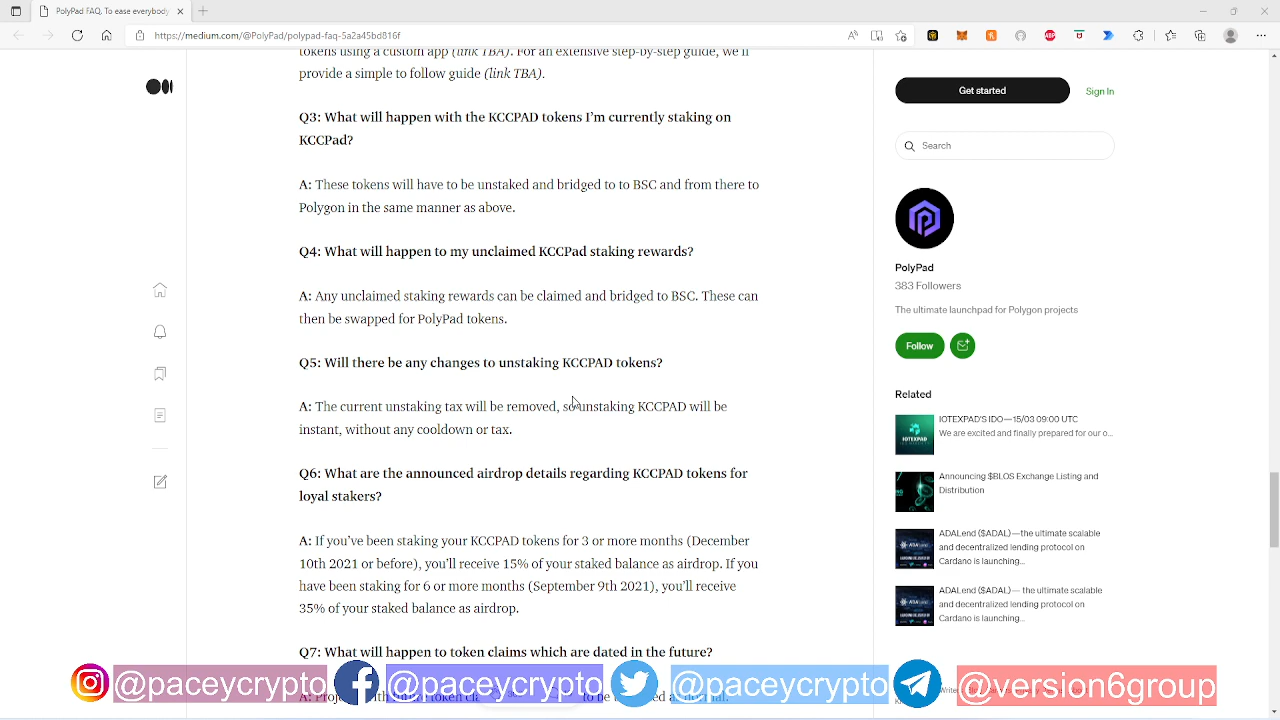 PolyPad FAQ. To ease everybody
https://medium.com/@PolyPad/polypad-faq-5a2a45bd816f
tokens using a custom app (link TBA). For an extensive step-by-step guide, we'll
provide a simple to follow guide (link TBA).
Q3: What will happen with the KCCPAD tokens I'm currently staking on
KCCPad?
A: These tokens will have to be unstaked and bridged to to BSC and from there to
Polygon in the same manner as above.
Q4: What will happen to my unclaimed KCCPad staking rewards?
A: Any unclaimed staking rewards can be claimed and bridged to BSC. These can
then be swapped for PolyPad tokens.
Q5: Will there be any changes to unstaking KCCPAD tokens?
A: The current unstaking tax will be removed, so unstaking KCCPAD will be
instant, without any cooldown or tax.
Q6: What are the announced airdrop details regarding KCCPAD tokens for
loyal stakers?
A: If you've been staking your KCCPAD tokens for 3 or more months (December
10th 2021 or before), you'll receive 15% of your staked balance as airdrop. If you
have been staking for 6 or more months (September 9th 2021), you'll receive
35% of your staked balance as airdrop.
Q7: What will happen to token claims which are dated in the future?
Get started
Sign In
Search
PolyPad
383 Followers
The ultimate launchpad for Polygon projects
Follow
Related
IOTEXPAD'S IDO—15/03 09:00 UTC
We are excited and finally prepared for our o...
Announcing $BLOS Exchange Listing and
Distribution
ADALend ($ADAL)—the ultimate scalable
and decentralized lending protocol on
Cardano is launching...
ADALend ($ADAL)— the ultimate scalable
and decentralized lending protocol on
Cardano is launching...
@paceycrypto
@paceycrypto
@paceycrypto
@version6group